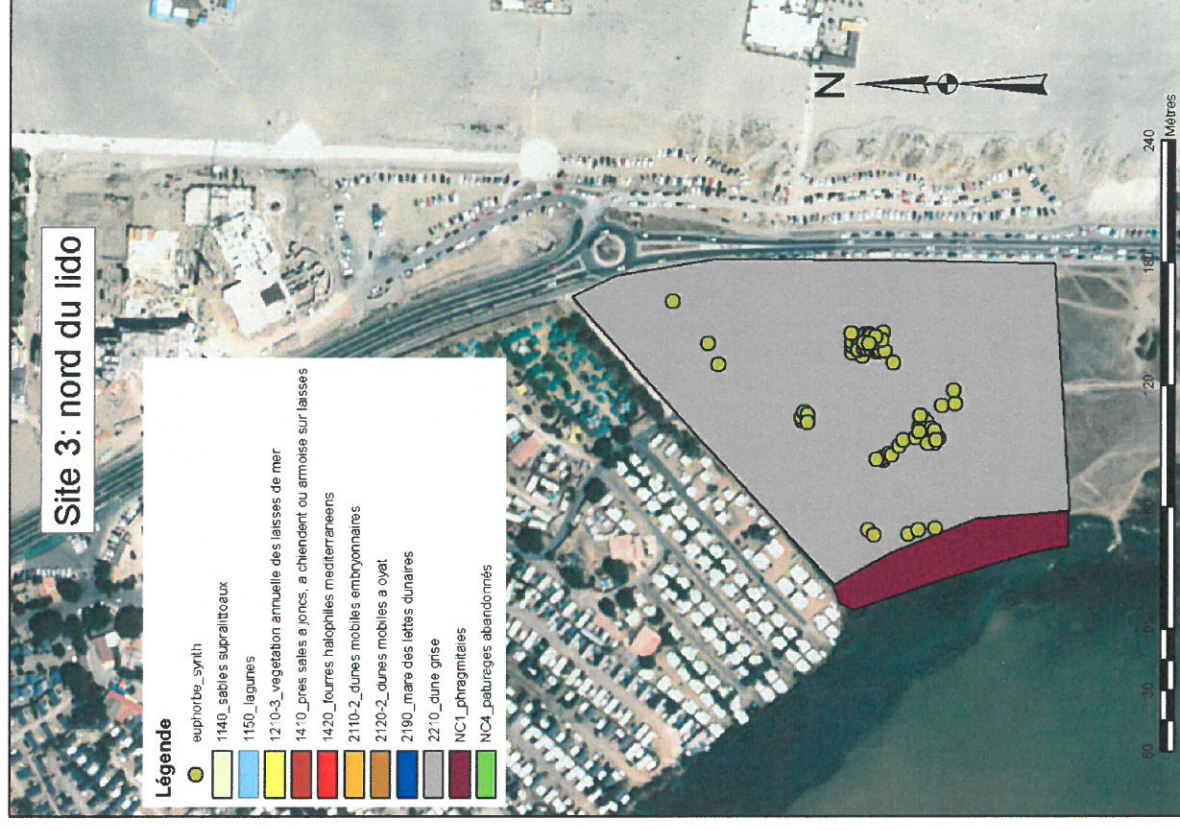 Site 3: nord du lido
Légende
euphorbe_synth
1140_sables supralittoaux
1150_lagunes
1210-3_vegetation annuelle des laisses de mer
1410_pres sales a joncs, a chiendent ou armoise sur laisses
1420_fourres halophiles mediterraneens
2110-2_dunes mobiles embryonnaires
2120-2_dunes mobiles a oyat
2190_mare des lettes dunaires
2210_dune grise
NC1_phragmitaies
NC4_paturages abandonnés
N
60 30 0 60 120 180 240
Mètres